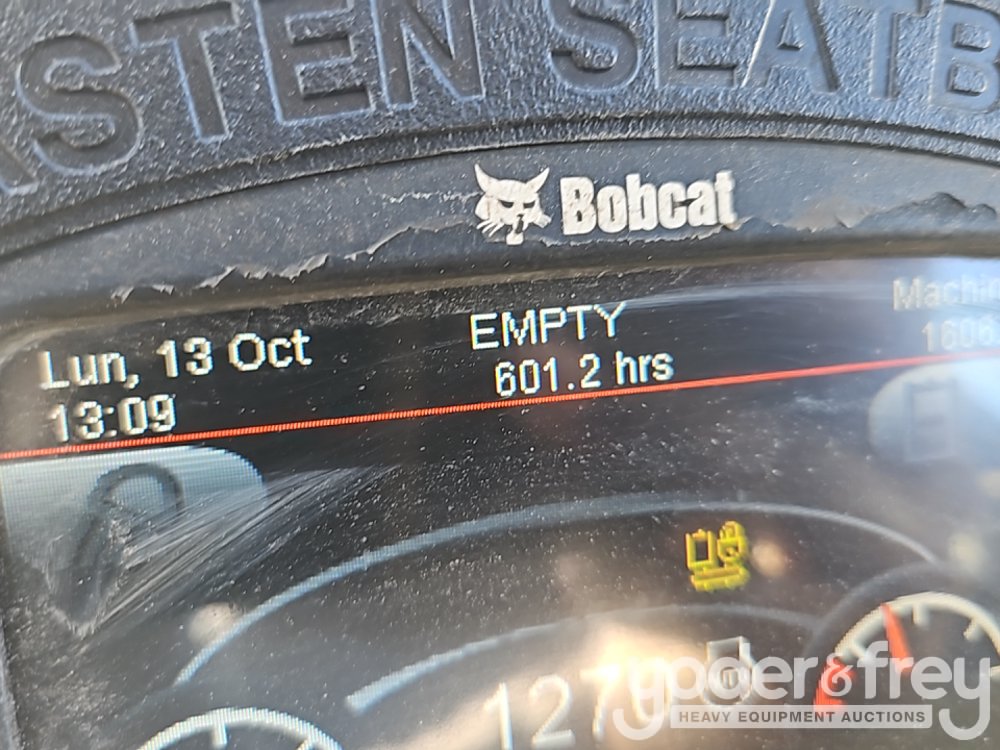 FASTEN SEATB
Bobcat
Lun, 13 Oct
13:09
EMPTY
601.2 hrs
Machin
1606
127
yoder&frey
HEAVY EQUIPMENT AUCTIONS